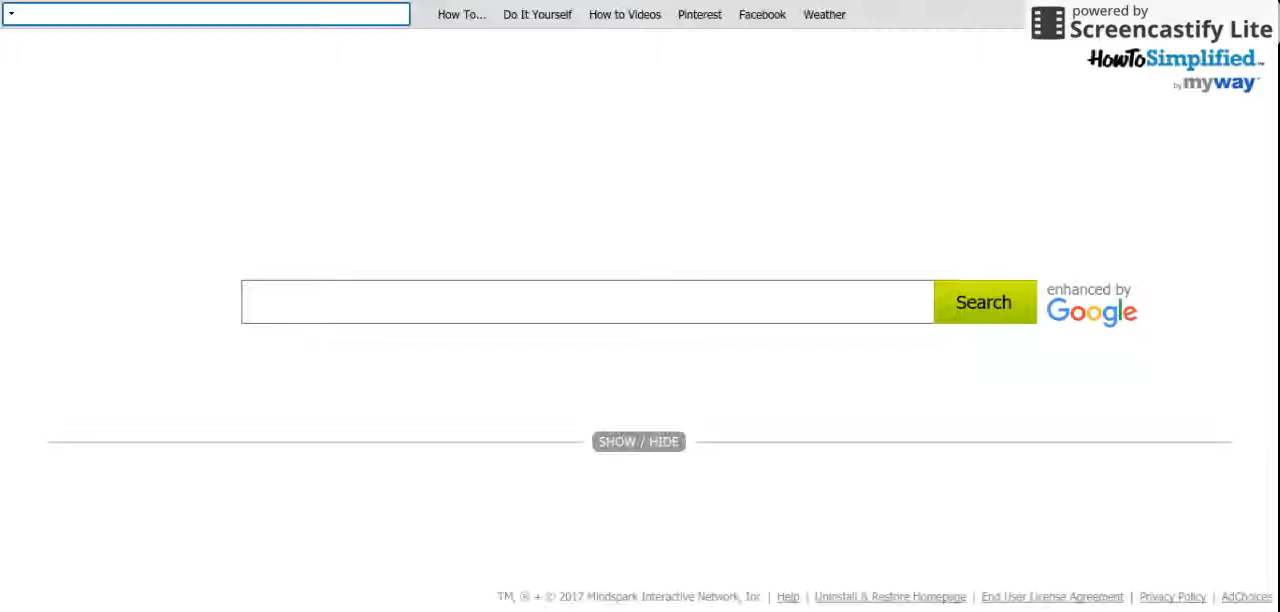 How To... Do It Yourself How to Videos Pinterest Facebook Weather
powered by
Screencastify Lite
HowToSimplified™
by myway™
Search
enhanced by
Google
SHOW / HIDE
TM, ® + © 2017 Mindspark Interactive Network, Inc | Help | Uninstall & Restore Homepage | End User License Agreement | Privacy Policy | AdChoices